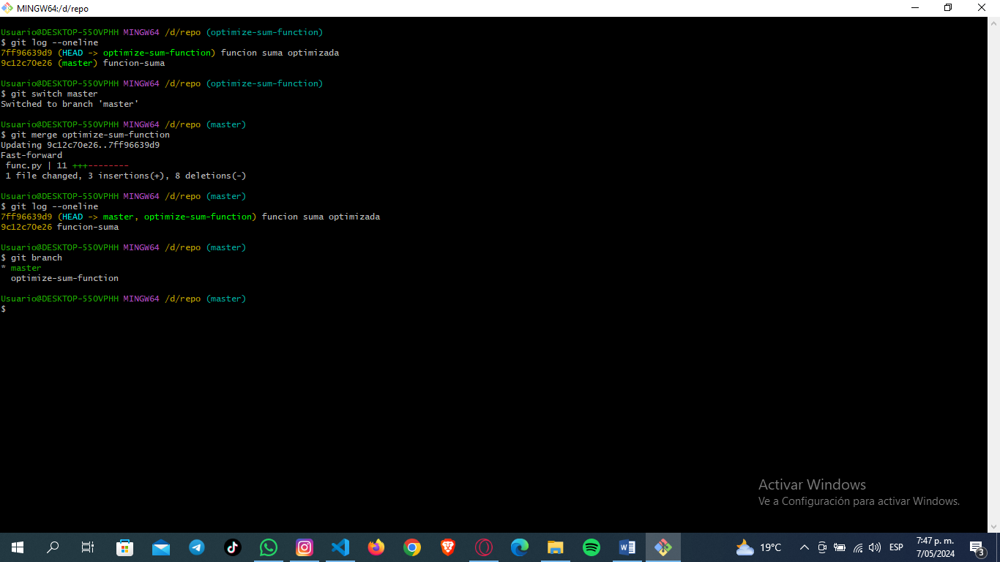 MINGW64:/d/repo
Usuario@DESKTOP-55OVPHH MINGW64 /d/repo (optimize-sum-function)
$ git log --oneline
7ff96639d9 (HEAD -> optimize-sum-function) funcion suma optimizada
9c12c70e26 (master) funcion-suma
Usuario@DESKTOP-55OVPHH MINGW64 /d/repo (optimize-sum-function)
$ git switch master
Switched to branch 'master'
Usuario@DESKTOP-55OVPHH MINGW64 /d/repo (master)
$ git merge optimize-sum-function
Updating 9c12c70e26..7ff96639d9
Fast-forward
 func.py | 11 +++--------
 1 file changed, 3 insertions(+), 8 deletions(-)
Usuario@DESKTOP-55OVPHH MINGW64 /d/repo (master)
$ git log --oneline
7ff96639d9 (HEAD -> master, optimize-sum-function) funcion suma optimizada
9c12c70e26 funcion-suma
Usuario@DESKTOP-55OVPHH MINGW64 /d/repo (master)
$ git branch
* master
  optimize-sum-function
Usuario@DESKTOP-55OVPHH MINGW64 /d/repo (master)
$
Activar Windows
Ve a Configuración para activar Windows.
19°C
ESP
7:47 p. m.
7/05/2024
3